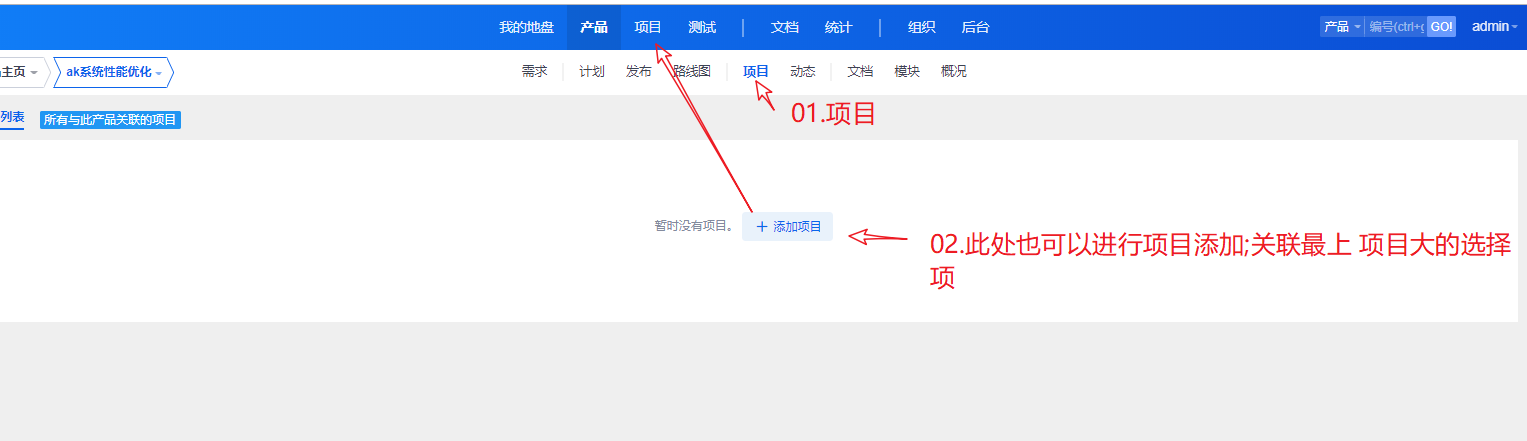 我的地盘 产品 项目 测试 文档 统计 组织 后台 产品 编号(ctrl+g GO! admin
主页 ak系统性能优化 需求 计划 发布 路线图 项目 动态 文档 模块 概况
01.项目
列表 所有与此产品关联的项目
暂时没有项目。 + 添加项目
02.此处也可以进行项目添加;关联最上 项目大的选择
项